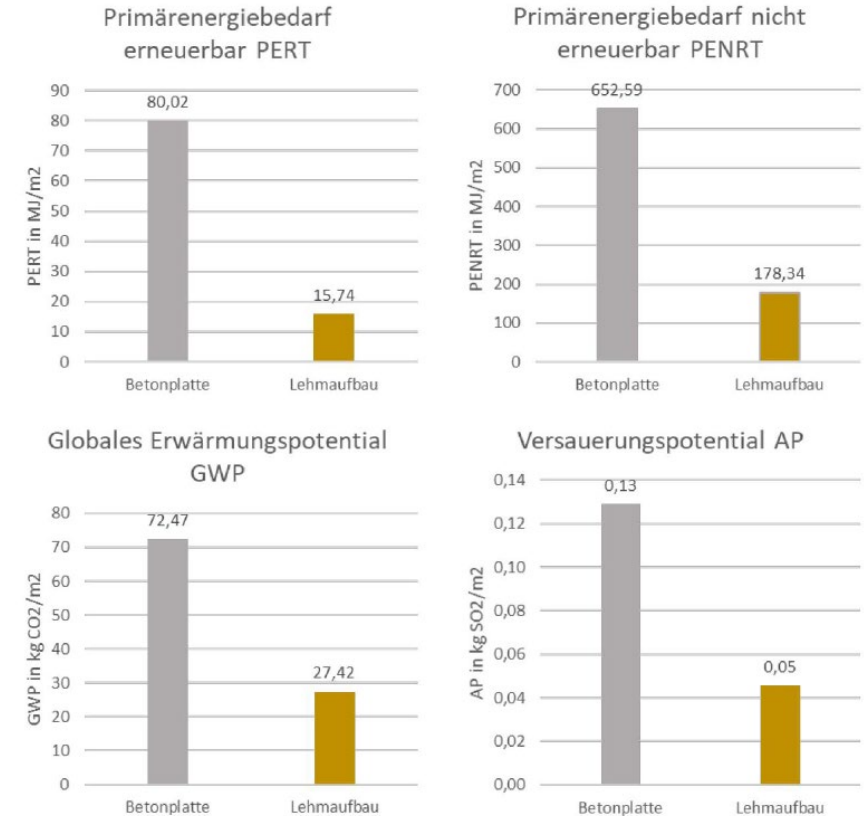 Primärenergiebedarf
erneuerbar PERT
PERT in MJ/m2
90
80
70
60
50
40
30
20
10
0
80,02
15,74
Betonplatte
Lehmaufbau
Primärenergiebedarf nicht
erneuerbar PENRT
PENRT in MJ/m2
700
600
500
400
300
200
100
0
652,59
178,34
Betonplatte
Lehmaufbau
Globales Erwärmungspotential
GWP
GWP in kg CO2/m2
80
70
60
50
40
30
20
10
0
72,47
27,42
Betonplatte
Lehmaufbau
Versauerungspotential AP
AP in kg SO2/m2
0,14
0,12
0,10
0,08
0,06
0,04
0,02
0,00
0,13
0,05
Betonplatte
Lehmaufbau